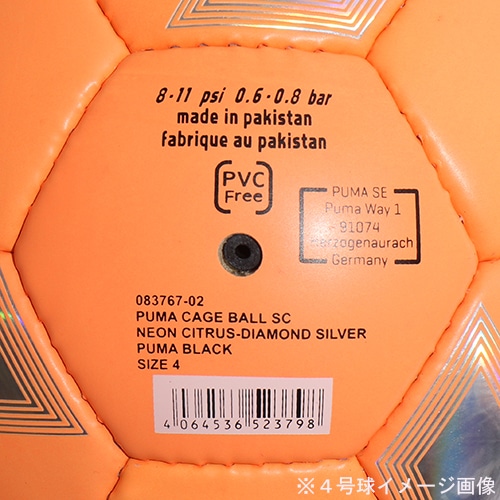 8-11 psi 0.6-0.8 bar
made in pakistan
fabrique au pakistan
PVC
Free
PUMA SE
Puma Way 1
91074
Herzogenaurach
Germany
083767-02
PUMA CAGE BALL SC
NEON CITRUS-DIAMOND SILVER
PUMA BLACK
SIZE 4
4 064536 523798
※４号球イメージ画像